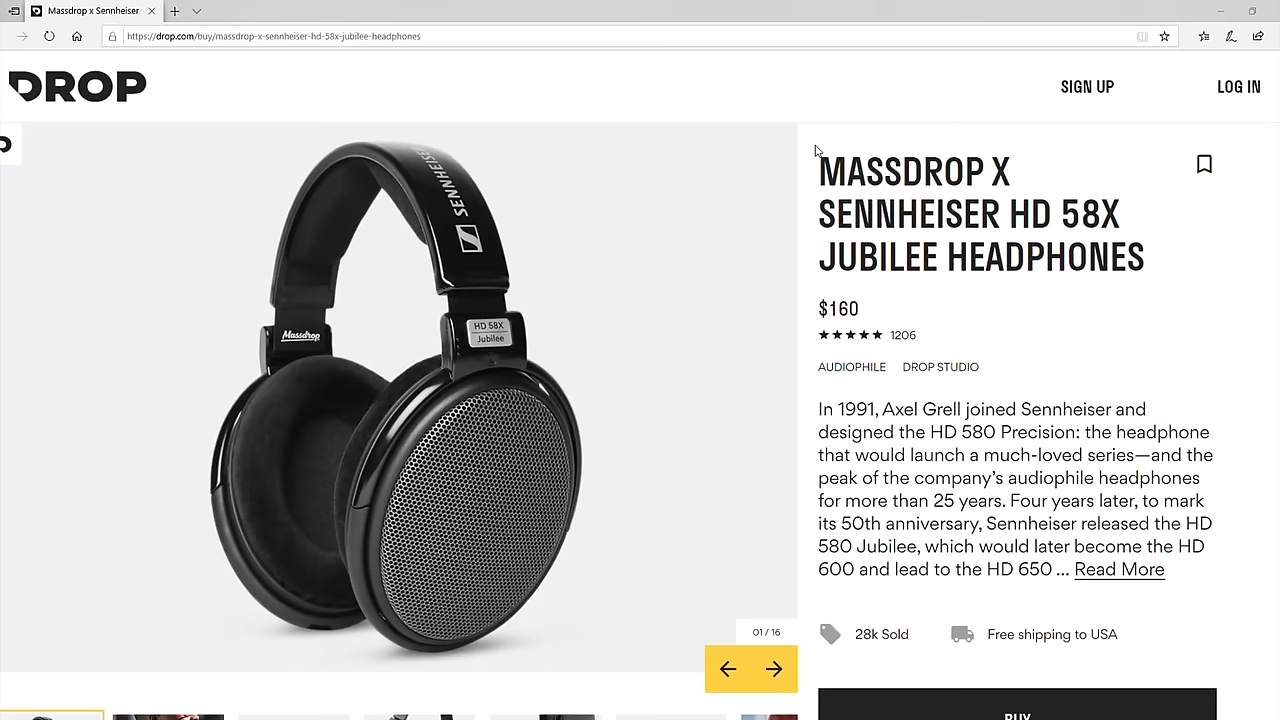 Massdrop x Sennheiser
https://drop.com/buy/massdrop-x-sennheiser-hd-58x-jubilee-headphones
DROP
SIGN UP
LOG IN
SENNHEISER
Massdrop
HD 58X
Jubilee
MASSDROP X
SENNHEISER HD 58X
JUBILEE HEADPHONES
$160
1206
AUDIOPHILE DROP STUDIO
In 1991, Axel Grell joined Sennheiser and
designed the HD 580 Precision: the headphone
that would launch a much-loved series—and the
peak of the company's audiophile headphones
for more than 25 years. Four years later, to mark
its 50th anniversary, Sennheiser released the HD
580 Jubilee, which would later become the HD
600 and lead to the HD 650 ... Read More
01 / 16
28k Sold
Free shipping to USA
BUY